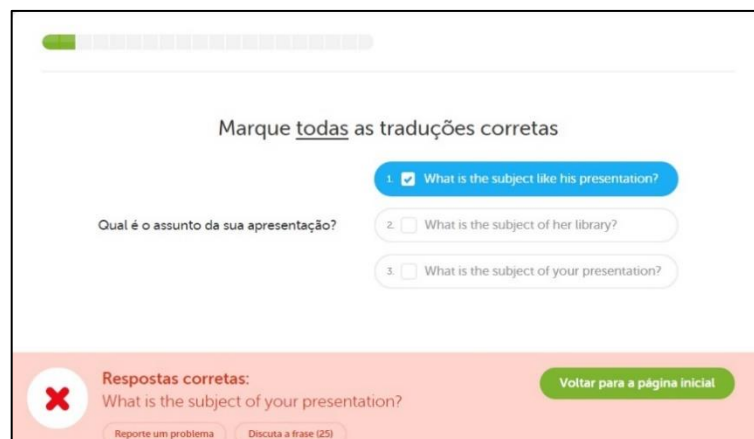 Marque todas as traduções corretas
Qual é o assunto da sua apresentação?
1. What is the subject like his presentation?
2. What is the subject of her library?
3. What is the subject of your presentation?
Respostas corretas:
What is the subject of your presentation?
Voltar para a página inicial
Reporte um problema
Discuta a frase (25)